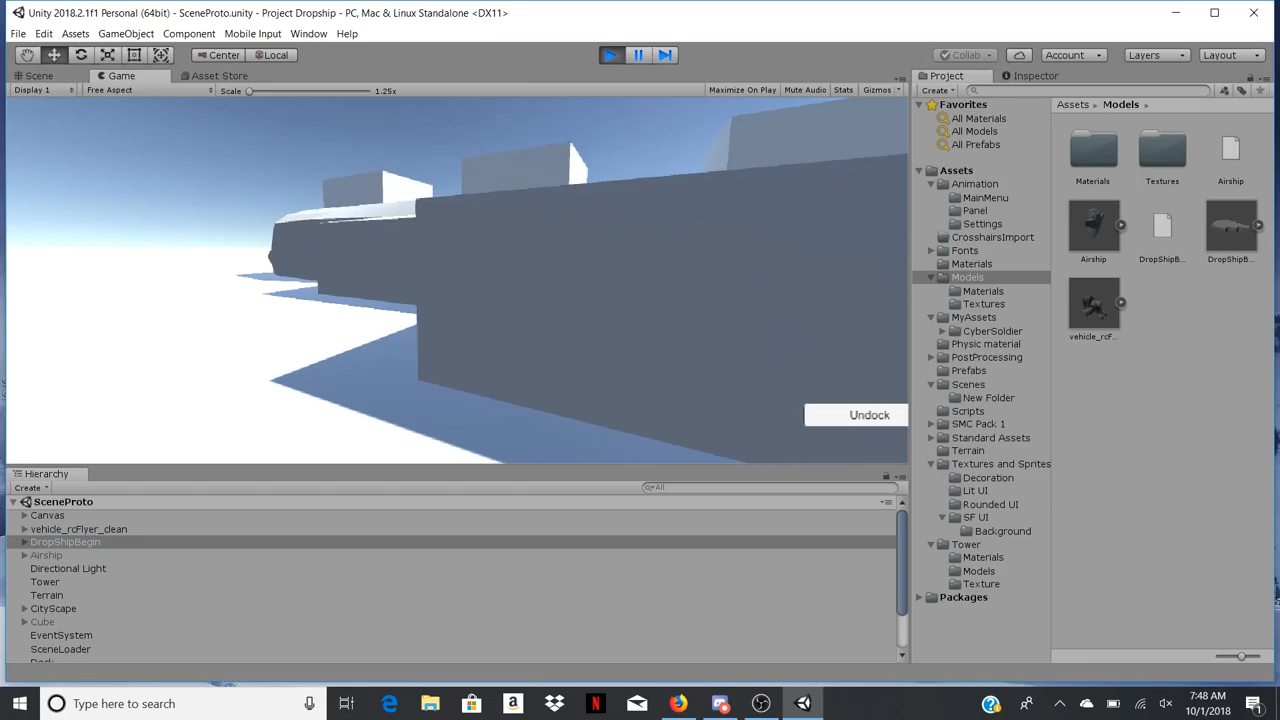 Unity 2018.2.1f1 Personal (64bit) - SceneProto.unity - Project Dropship - PC, Mac & Linux Standalone <DX11>
File Edit Assets GameObject Component Mobile Input Window Help
Center Local Collab Account Layers Layout
Scene Game Asset Store Project Inspector
Display 1 Free Aspect Scale 1.25x Maximize On Play Mute Audio Stats Gizmos Create
Favorites
All Materials
All Models
All Prefabs
Assets
Animation
MainMenu
Panel
Settings
CrosshairsImport
Fonts
Materials
Models
Materials
Textures
MyAssets
CyberSoldier
Physic material
PostProcessing
Prefabs
Scenes
New Folder
Scripts
SMC Pack 1
Standard Assets
Terrain
Textures and Sprites
Decoration
Lit UI
Rounded UI
SF UI
Background
Tower
Materials
Models
Texture
Packages
Assets Models
Materials Textures Airship
Airship DropShipB... DropShipB...
vehicle_rcF...
Undock
Hierarchy
Create All
SceneProto
Canvas
vehicle_rcFlyer_clean
DropShipBegin
Airship
Directional Light
Tower
Terrain
CityScape
Cube
EventSystem
SceneLoader
Dock
Type here to search
7:48 AM
10/1/2018